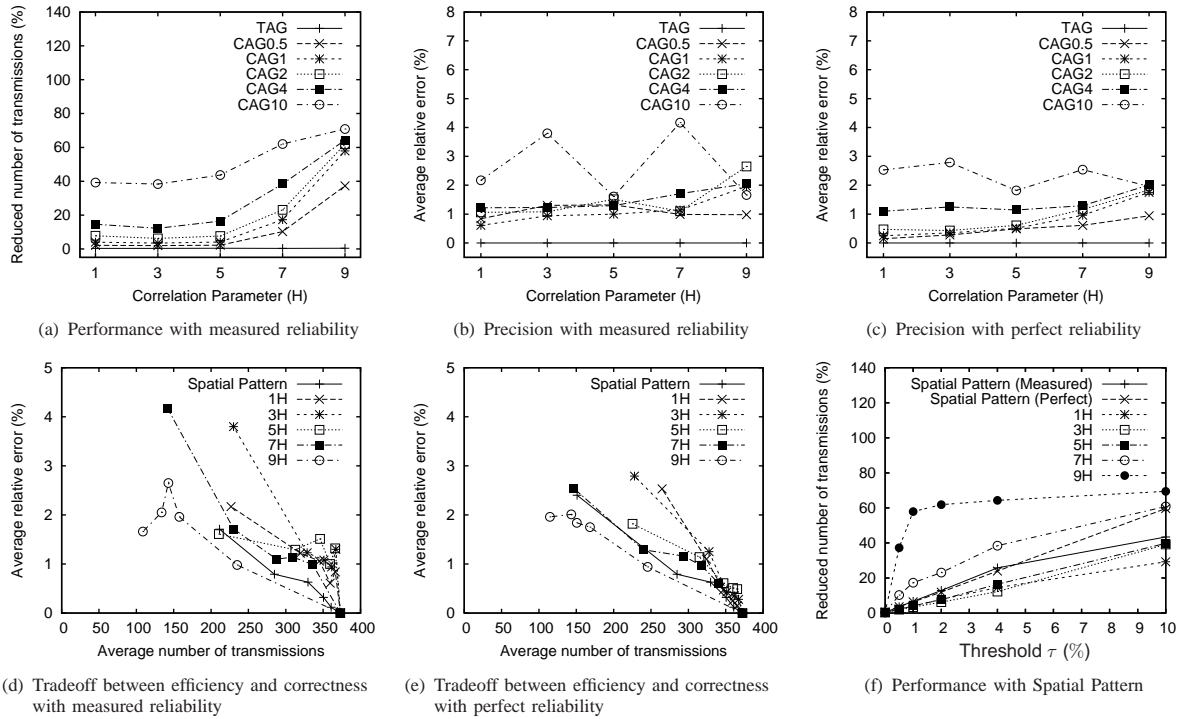 Reduced number of transmissions (%)
140
120
100
80
60
40
20
0
1 3 5 7 9
Correlation Parameter (H)
TAG
CAG0.5
CAG1
CAG2
CAG4
CAG10
(a) Performance with measured reliability
Average relative error (%)
8
7
6
5
4
3
2
1
0
1 3 5 7 9
Correlation Parameter (H)
TAG
CAG0.5
CAG1
CAG2
CAG4
CAG10
(b) Precision with measured reliability
Average relative error (%)
8
7
6
5
4
3
2
1
0
1 3 5 7 9
Correlation Parameter (H)
TAG
CAG0.5
CAG1
CAG2
CAG4
CAG10
(c) Precision with perfect reliability
Average relative error (%)
5
4
3
2
1
0
0 50 100 150 200 250 300 350 400
Average number of transmissions
Spatial Pattern
1H
3H
5H
7H
9H
(d) Tradeoff between efficiency and correctness
with measured reliability
Average relative error (%)
5
4
3
2
1
0
0 50 100 150 200 250 300 350 400
Average number of transmissions
Spatial Pattern
1H
3H
5H
7H
9H
(e) Tradeoff between efficiency and correctness
with perfect reliability
Reduced number of transmissions (%)
140
120
100
80
60
40
20
0
0 1 2 3 4 5 6 7 8 9 10
Threshold τ (%)
Spatial Pattern (Measured)
Spatial Pattern (Perfect)
1H
3H
5H
7H
9H
(f) Performance with Spatial Pattern